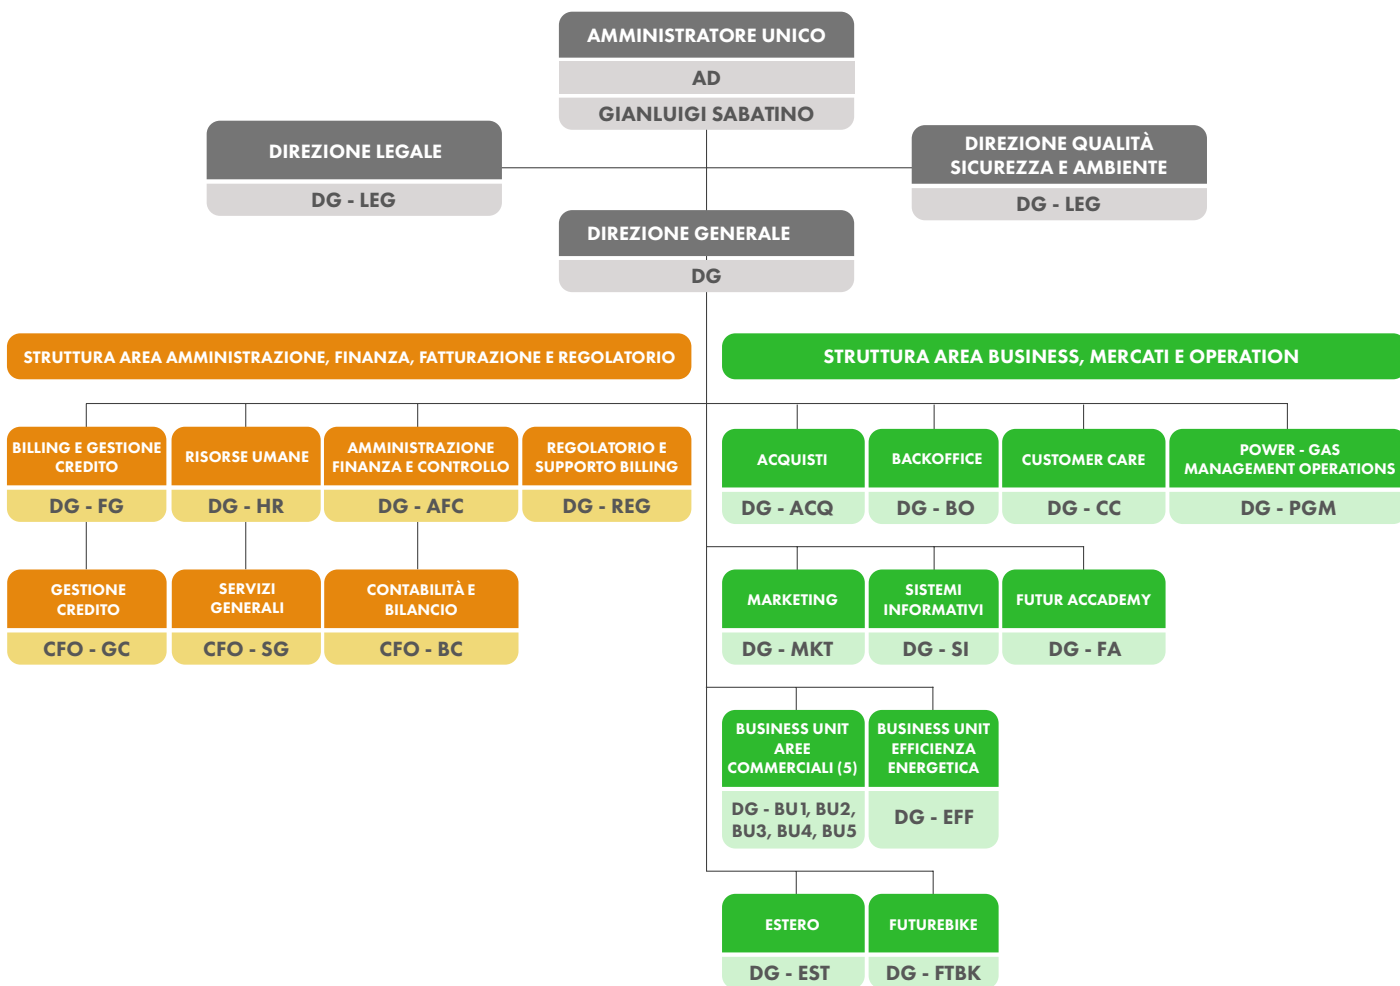 AMMINISTRATORE UNICO
AD
GIANLUIGI SABATINO
DIREZIONE LEGALE
DG - LEG
DIREZIONE QUALITÀ
SICUREZZA E AMBIENTE
DG - LEG
DIREZIONE GENERALE
DG
STRUTTURA AREA AMMINISTRAZIONE, FINANZA, FATTURAZIONE E REGOLATORIO
STRUTTURA AREA BUSINESS, MERCATI E OPERATION
BILLING E GESTIONE
CREDITO
DG - FG
RISORSE UMANE
DG - HR
AMMINISTRAZIONE
FINANZA E CONTROLLO
DG - AFC
REGOLATORIO E
SUPPORTO BILLING
DG - REG
ACQUISTI
DG - ACQ
BACKOFFICE
DG - BO
CUSTOMER CARE
DG - CC
POWER - GAS
MANAGEMENT OPERATIONS
DG - PGM
GESTIONE
CREDITO
CFO - GC
SERVIZI
GENERALI
CFO - SG
CONTABILITÀ E
BILANCIO
CFO - BC
MARKETING
DG - MKT
SISTEMI
INFORMATIVI
DG - SI
FUTUR ACCADEMY
DG - FA
BUSINESS UNIT
AREE
COMMERCIALI (5)
DG - BU1, BU2,
BU3, BU4, BU5
BUSINESS UNIT
EFFICIENZA
ENERGETICA
DG - EFF
ESTERO
DG - EST
FUTUREBIKE
DG - FTBK